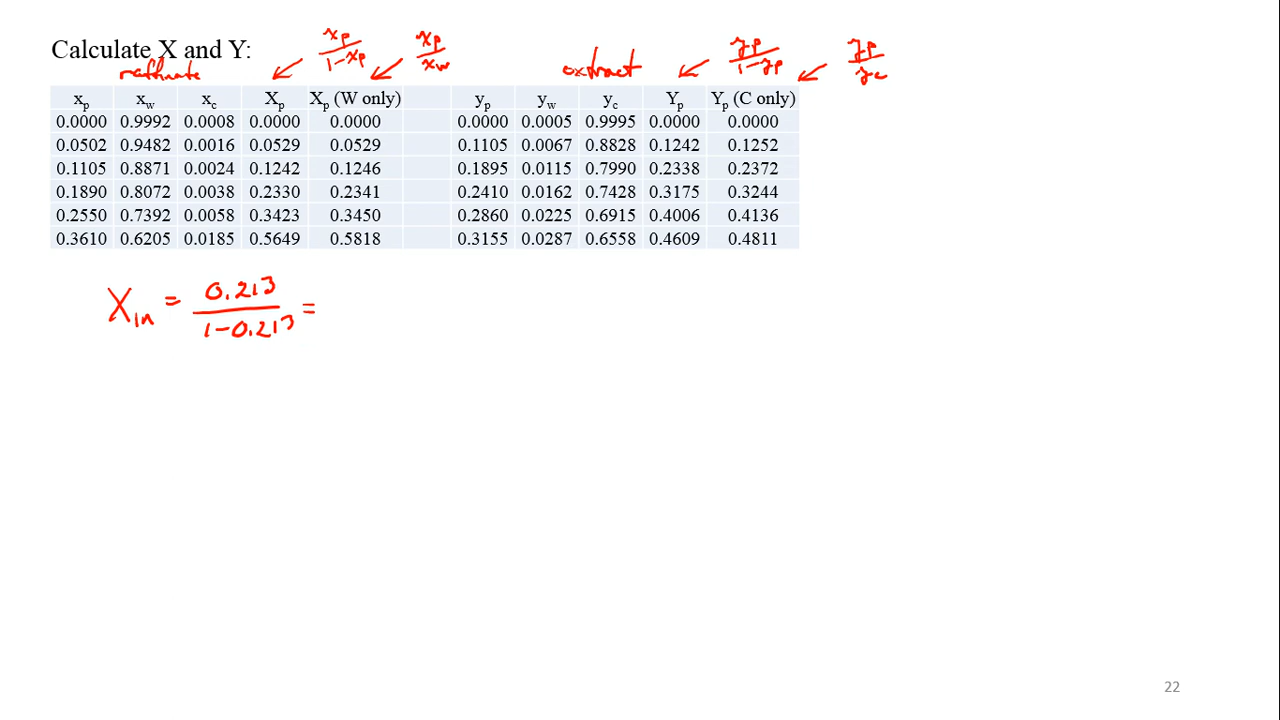 Calculate X and Y:
xp/1-xp xp/xw yp/1-yp yp/yc
raffinate extract
xp xw xc Xp Xp (W only) yp yw yc Yp Yp (C only)
0.0000 0.9992 0.0008 0.0000 0.0000 0.0000 0.0005 0.9995 0.0000 0.0000
0.0502 0.9482 0.0016 0.0529 0.0529 0.1105 0.0067 0.8828 0.1242 0.1252
0.1105 0.8871 0.0024 0.1242 0.1246 0.1895 0.0115 0.7990 0.2338 0.2372
0.1890 0.8072 0.0038 0.2330 0.2341 0.2410 0.0162 0.7428 0.3175 0.3244
0.2550 0.7392 0.0058 0.3423 0.3450 0.2860 0.0225 0.6915 0.4006 0.4136
0.3610 0.6205 0.0185 0.5649 0.5818 0.3155 0.0287 0.6558 0.4609 0.4811
Xin = 0.213/1-0.213 =
22